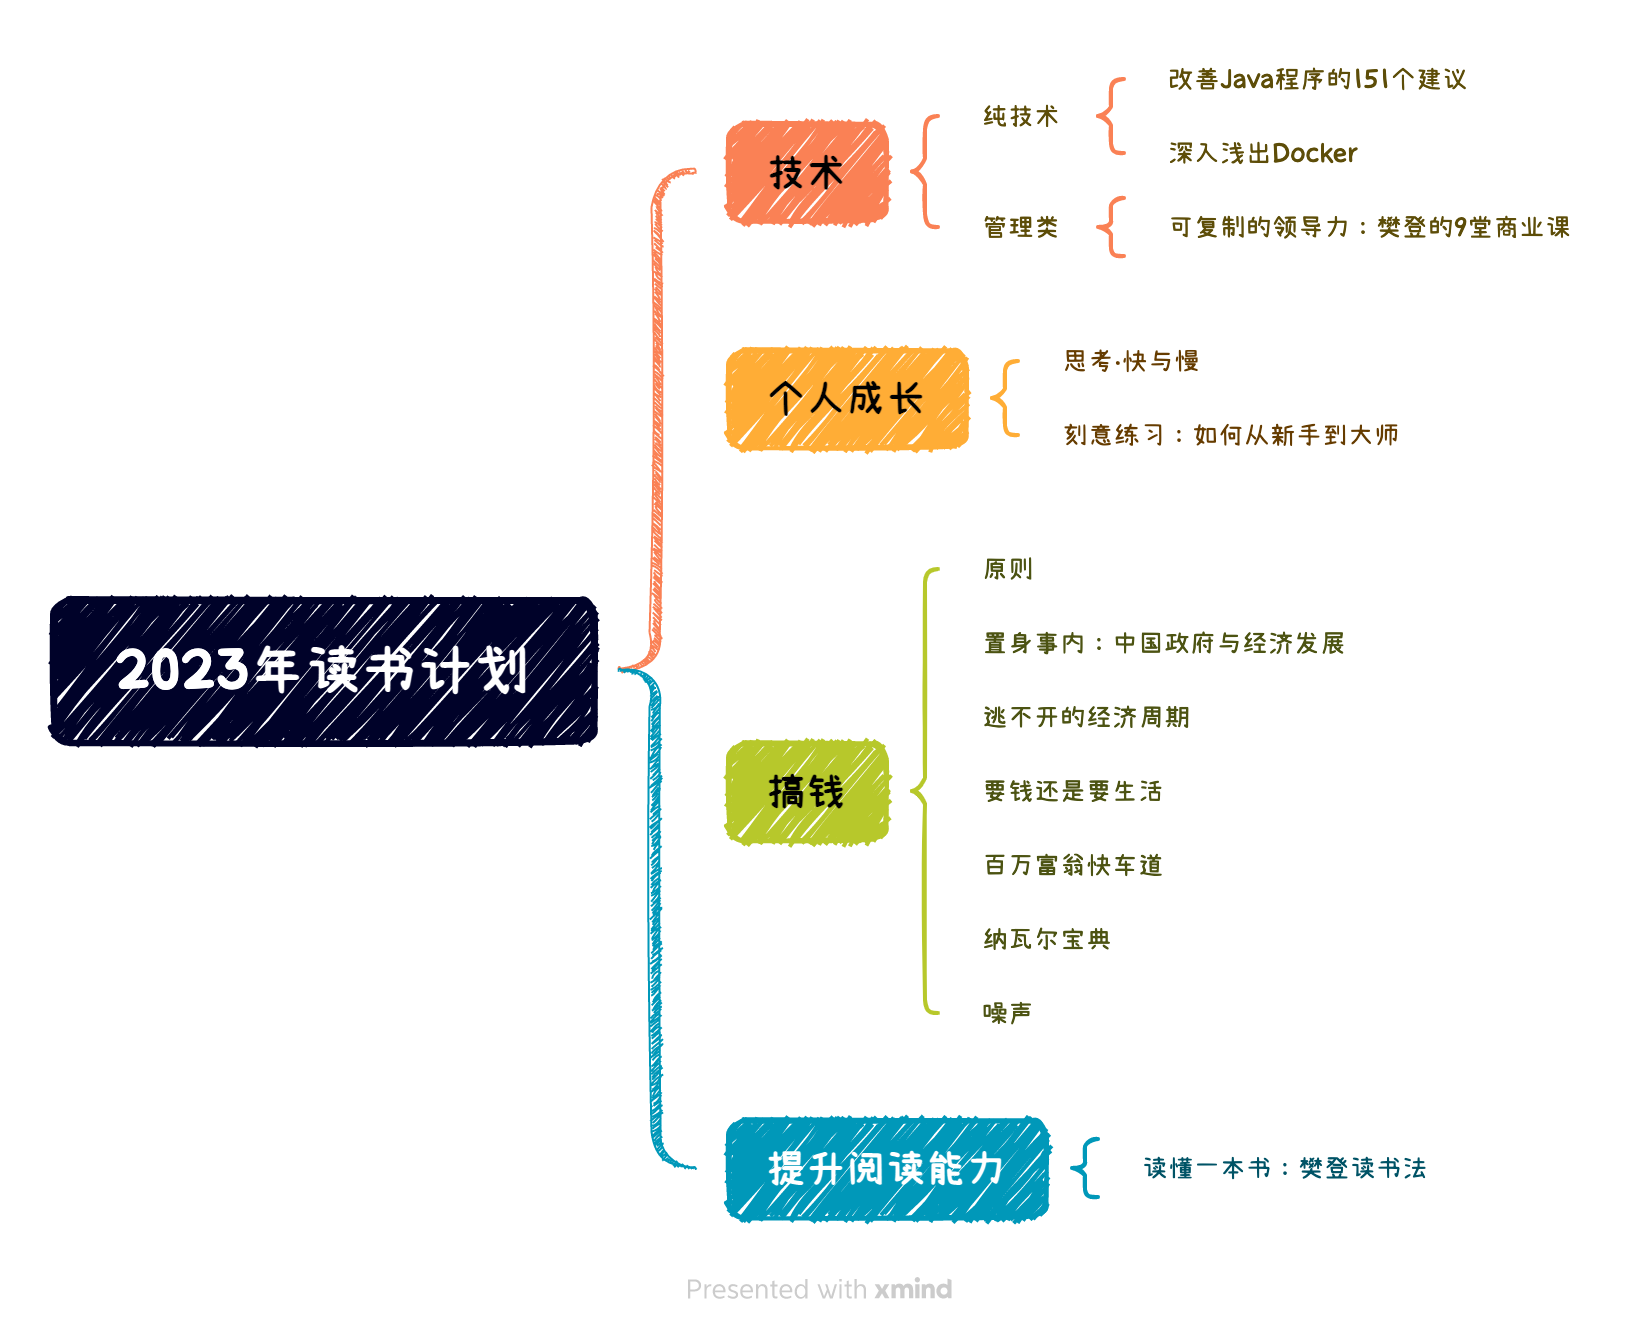 2023年读书计划
技术
纯技术
改善Java程序的151个建议
深入浅出Docker
管理类
可复制的领导力：樊登的9堂商业课
个人成长
思考·快与慢
刻意练习：如何从新手到大师
搞钱
原则
置身事内：中国政府与经济发展
逃不开的经济周期
要钱还是要生活
百万富翁快车道
纳瓦尔宝典
噪声
提升阅读能力
读懂一本书：樊登读书法
Presented with xmind